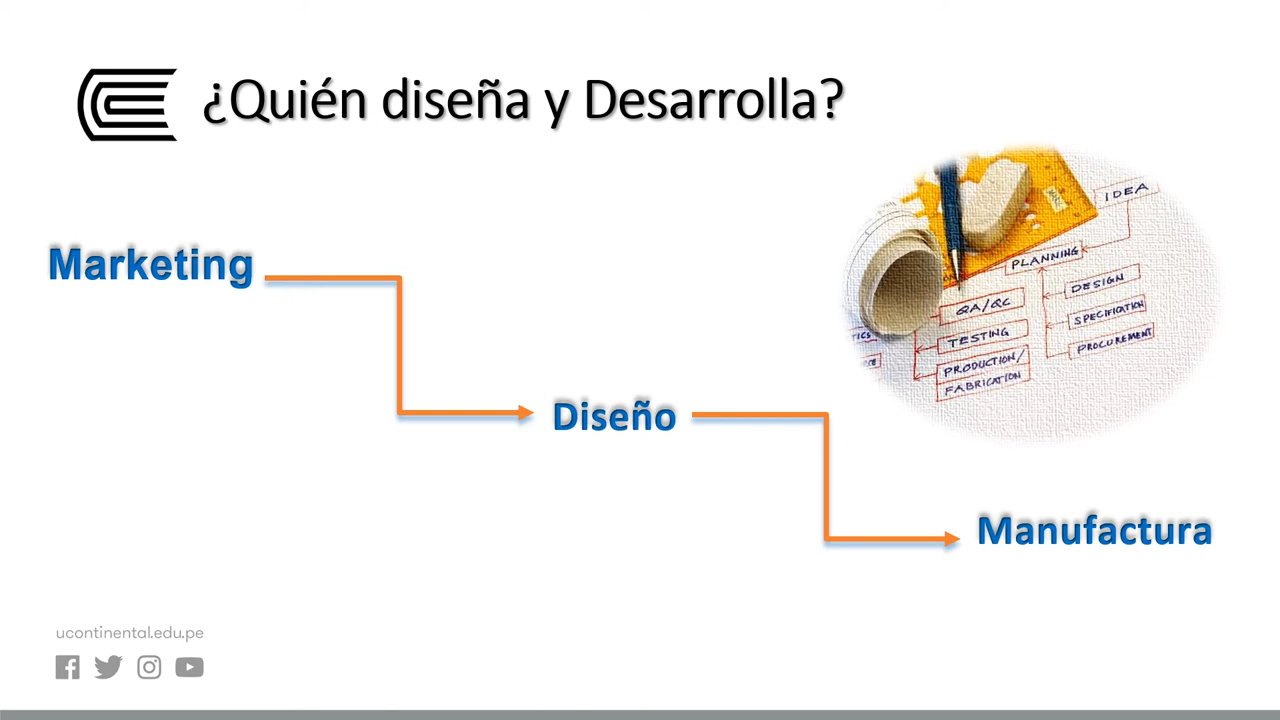 ¿Quién diseña y Desarrolla?
Marketing
Diseño
Manufactura
IDEA
PLANNING
DESIGN
SPECIFICATION
PROCUREMENT
QA/QC
TESTING
PRODUCTION/
FABRICATION
ucontinental.edu.pe